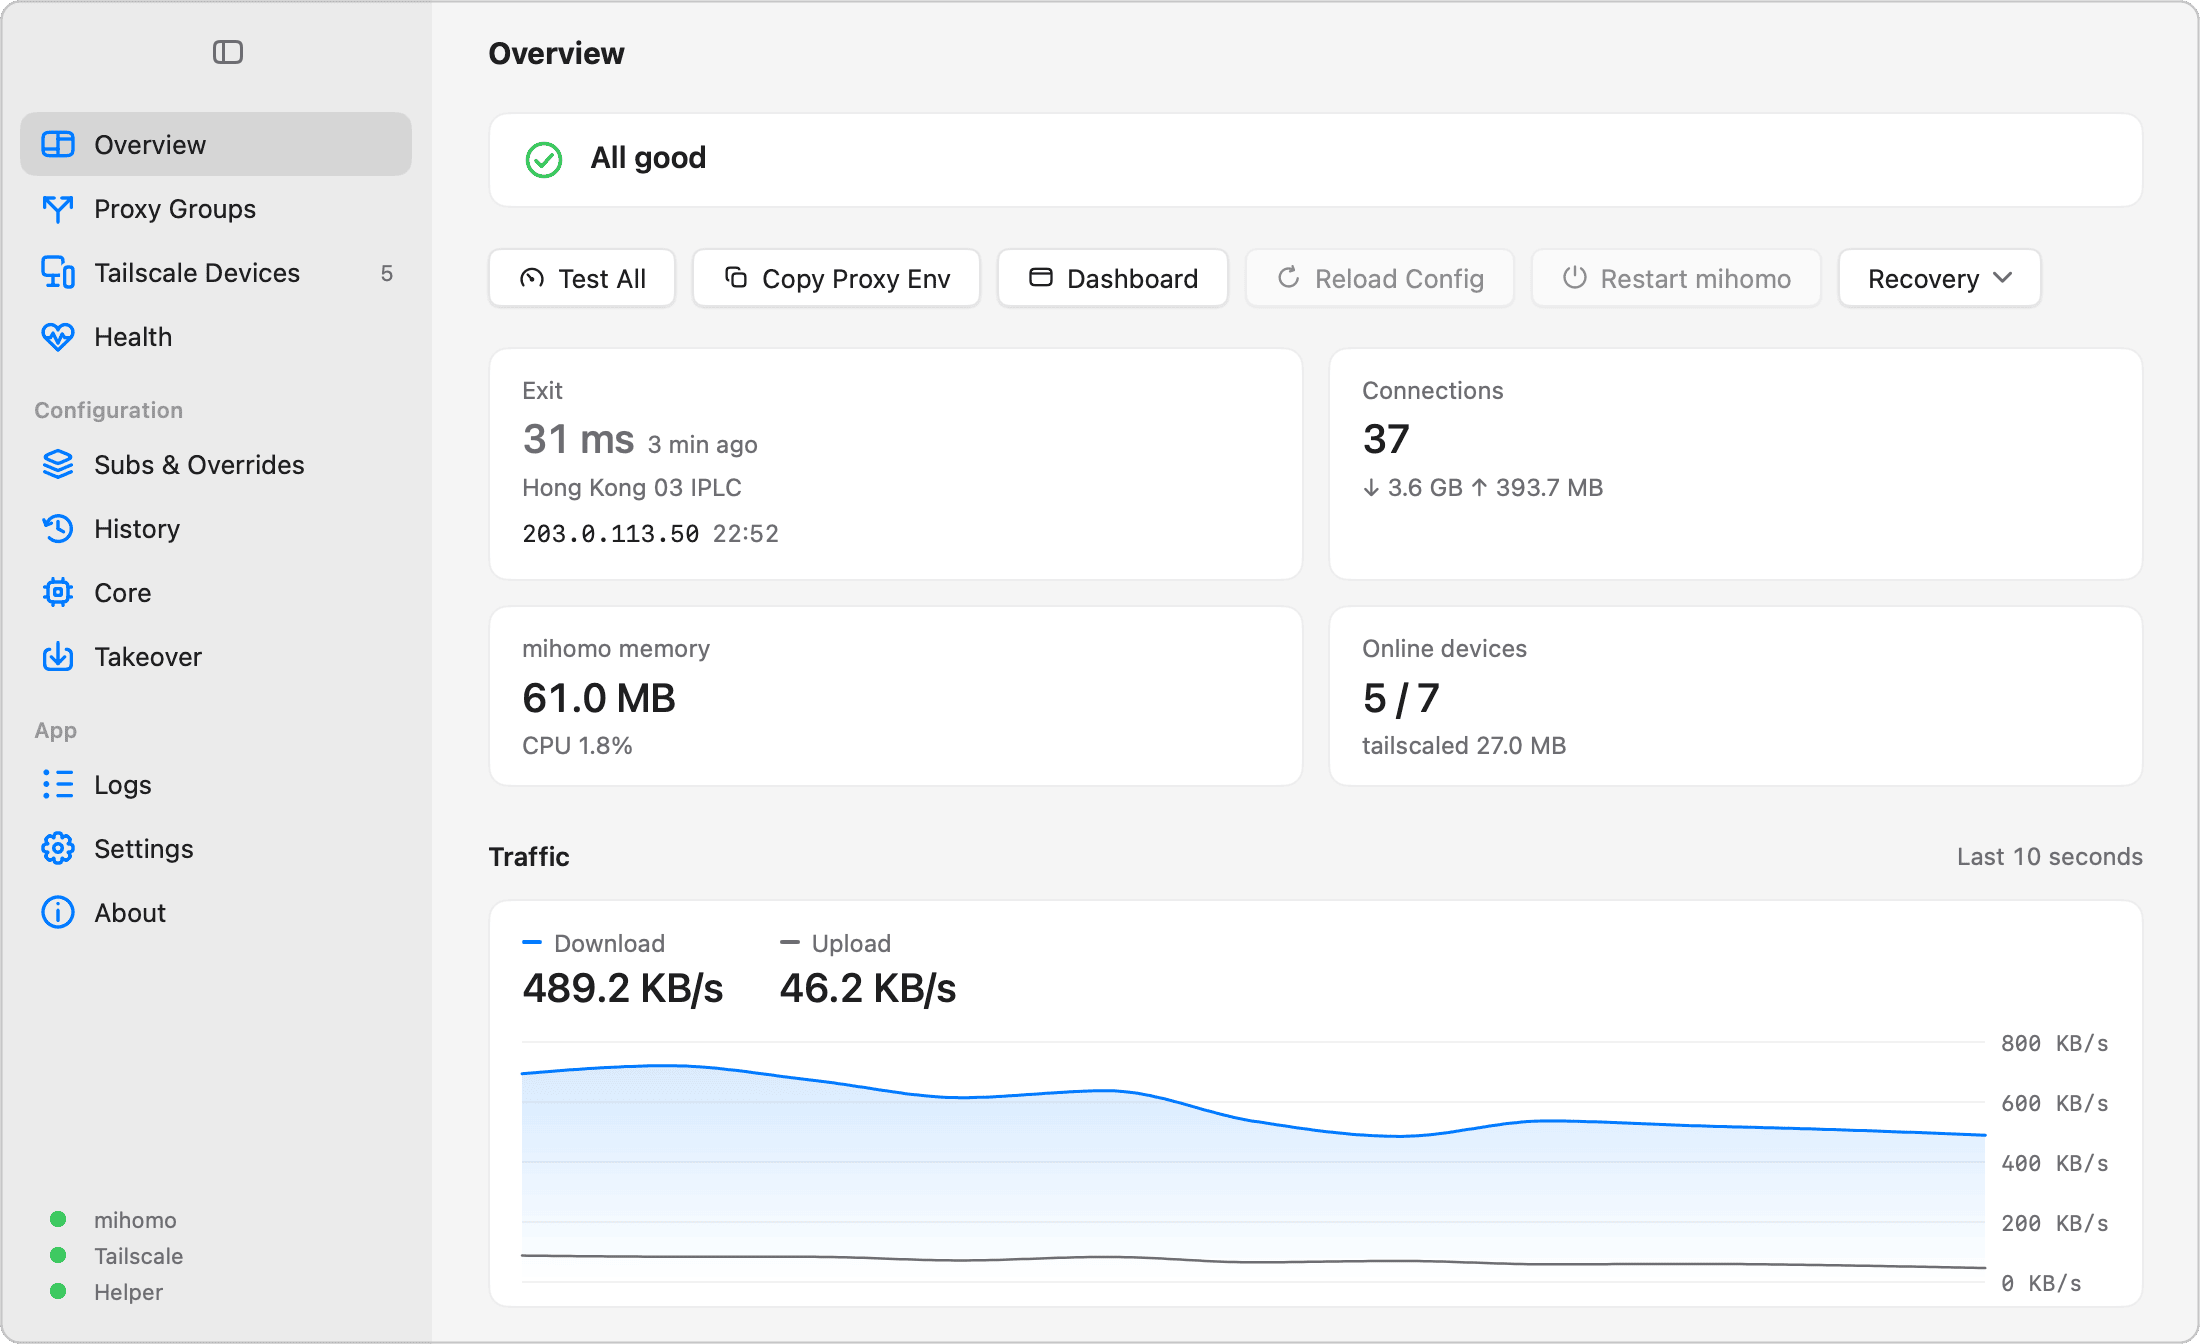 Overview
Proxy Groups
Tailscale Devices 5
Health
Configuration
Subs & Overrides
History
Core
Takeover
App
Logs
Settings
About
mihomo
Tailscale
Helper
Overview
All good
Test All Copy Proxy Env Dashboard Reload Config Restart mihomo Recovery
Exit
31 ms 3 min ago
Hong Kong 03 IPLC
203.0.113.50 22:52
Connections
37
↓ 3.6 GB ↑ 393.7 MB
mihomo memory
61.0 MB
CPU 1.8%
Online devices
5 / 7
tailscaled 27.0 MB
Traffic Last 10 seconds
Download Upload
489.2 KB/s 46.2 KB/s
800 KB/s
600 KB/s
400 KB/s
200 KB/s
0 KB/s